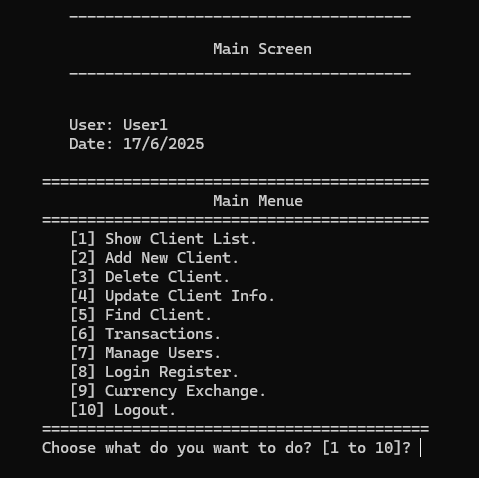 ______________________________________
Main Screen
______________________________________
User: User1
Date: 17/6/2025
===========================================
Main Menue
===========================================
[1] Show Client List.
[2] Add New Client.
[3] Delete Client.
[4] Update Client Info.
[5] Find Client.
[6] Transactions.
[7] Manage Users.
[8] Login Register.
[9] Currency Exchange.
[10] Logout.
===========================================
Choose what do you want to do? [1 to 10]?